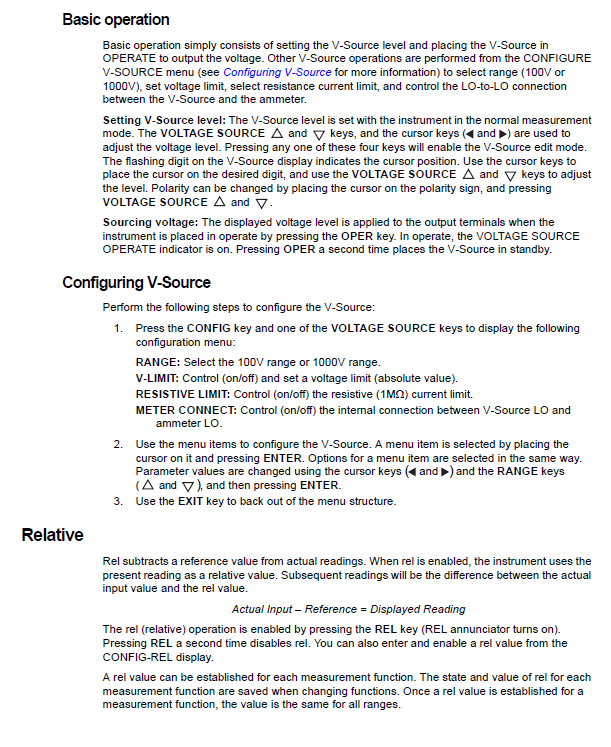 Basic operation
Basic operation simply consists of setting the V-Source level and placing the V-Source in
OPERATE to output the voltage. Other V-Source operations are performed from the CONFIGURE
V-SOURCE menu (see Configuring V-Source for more information) to select range (100V or
1000V), set voltage limit, select resistance current limit, and control the LO-to-LO connection
between the V-Source and the ammeter.
Setting V-Source level: The V-Source level is set with the instrument in the normal measurement
mode. The VOLTAGE SOURCE △ and ▽ keys, and the cursor keys (◀ and ▶) are used to
adjust the voltage level. Pressing any one of these four keys will enable the V-Source edit mode.
The flashing digit on the V-Source display indicates the cursor position. Use the cursor keys to
place the cursor on the desired digit, and use the VOLTAGE SOURCE △ and ▽ keys to adjust
the level. Polarity can be changed by placing the cursor on the polarity sign, and pressing
VOLTAGE SOURCE △ and ▽.
Sourcing voltage: The displayed voltage level is applied to the output terminals when the
instrument is placed in operate by pressing the OPER key. In operate, the VOLTAGE SOURCE
OPERATE indicator is on. Pressing OPER a second time places the V-Source in standby.
Configuring V-Source
Perform the following steps to configure the V-Source:
1. Press the CONFIG key and one of the VOLTAGE SOURCE keys to display the following
configuration menu:
RANGE: Select the 100V range or 1000V range.
V-LIMIT: Control (on/off) and set a voltage limit (absolute value).
RESISTIVE LIMIT: Control (on/off) the resistive (1MΩ) current limit.
METER CONNECT: Control (on/off) the internal connection between V-Source LO and
ammeter LO.
2. Use the menu items to configure the V-Source. A menu item is selected by placing the
cursor on it and pressing ENTER. Options for a menu item are selected in the same way.
Parameter values are changed using the cursor keys (◀ and ▶) and the RANGE keys
(△ and ▽), and then pressing ENTER.
3. Use the EXIT key to back out of the menu structure.
Relative
Rel subtracts a reference value from actual readings. When rel is enabled, the instrument uses the
present reading as a relative value. Subsequent readings will be the difference between the actual
input value and the rel value.
Actual Input – Reference = Displayed Reading
The rel (relative) operation is enabled by pressing the REL key (REL annunciator turns on).
Pressing REL a second time disables rel. You can also enter and enable a rel value from the
CONFIG-REL display.
A rel value can be established for each measurement function. The state and value of rel for each
measurement function are saved when changing functions. Once a rel value is established for a
measurement function, the value is the same for all ranges.